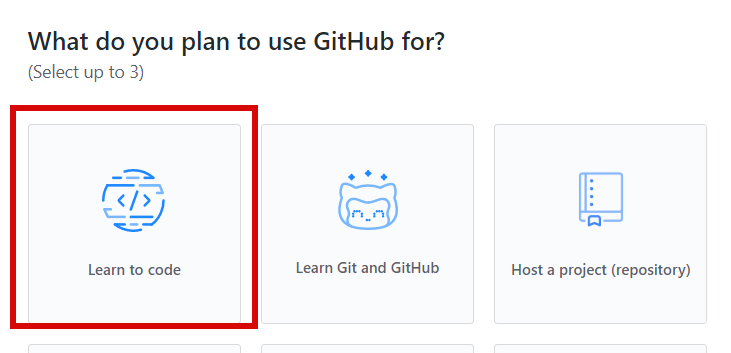 What do you plan to use GitHub for?
(Select up to 3)
Learn to code
Learn Git and GitHub
Host a project (repository)